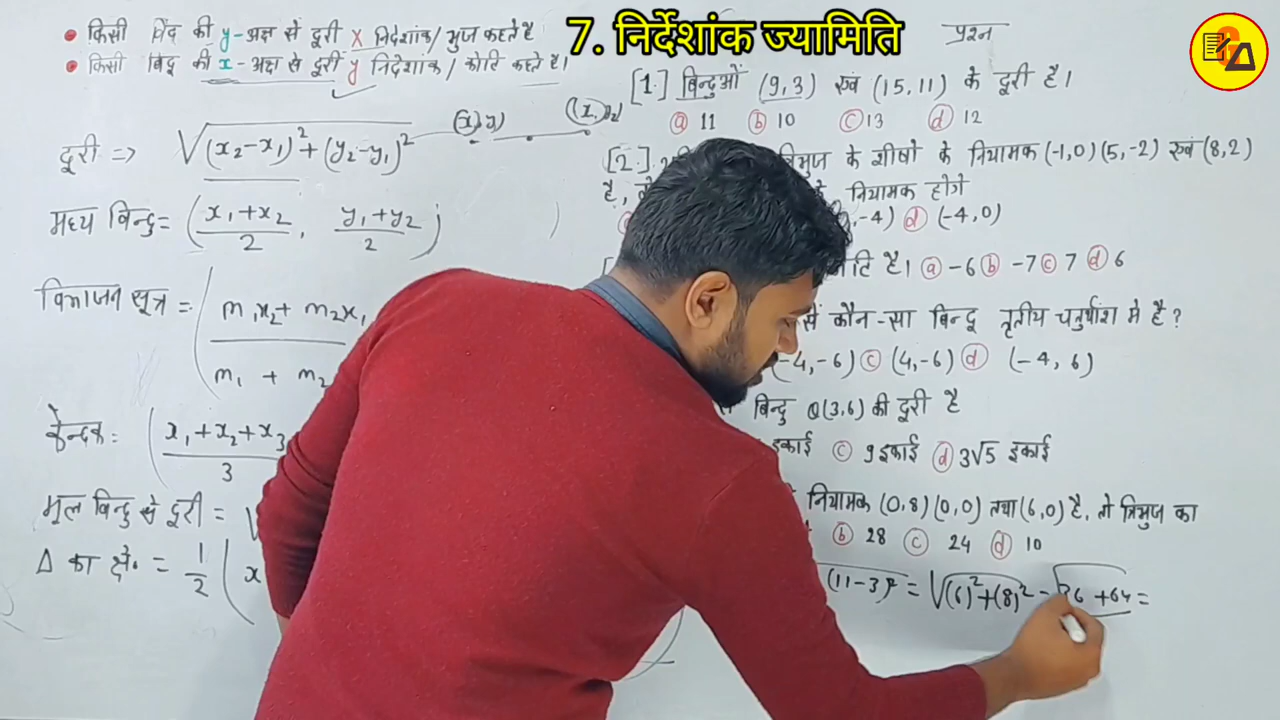 7. निर्देशांक ज्यामिति
• किसी बिंदु की y-अक्ष से दूरी x निर्देशांक/भुज कहते है
• किसी बिंदु की x-अक्ष से दूरी y निर्देशांक/कोटि कहते है।
दूरी => √(x₂-x₁)²+(y₂-y₁)²
मध्य बिन्दु = (x₁+x₂/2, y₁+y₂/2)
विभाजन सूत्र = (m₁x₂+m₂x₁
m₁ + m₂
केन्द्रक = (x₁+x₂+x₃
3
मूल बिन्दु से दूरी = √
Δ का क्षे० = 1/2 (x
प्रश्न
[1.] बिन्दुओं (9,3) एवं (15,11) के दूरी है।
ⓐ 11 ⓑ 10 ⓒ 13 ⓓ 12
[2.] त्रिभुज के शीर्षो के नियामक (-1,0) (5,-2) एवं (8,2)
है, नियामक होगे
,-4) ⓓ (-4,0)
है। ⓐ -6 ⓑ -7 ⓒ 7 ⓓ 6
से कौन-सा बिन्दु तृतीय चतुर्थांश मे है?
(-4,-6) ⓒ (4,-6) ⓓ (-4,6)
बिन्दु Q(3,6) की दूरी है
इकाई ⓒ 9 इकाई ⓓ 3√5 इकाई
नियामक (0,8) (0,0) तथा (6,0) है, तो त्रिभुज का
ⓑ 28 ⓒ 24 ⓓ 10
(11-3)² = √(6)²+(8)² = √36+64 =